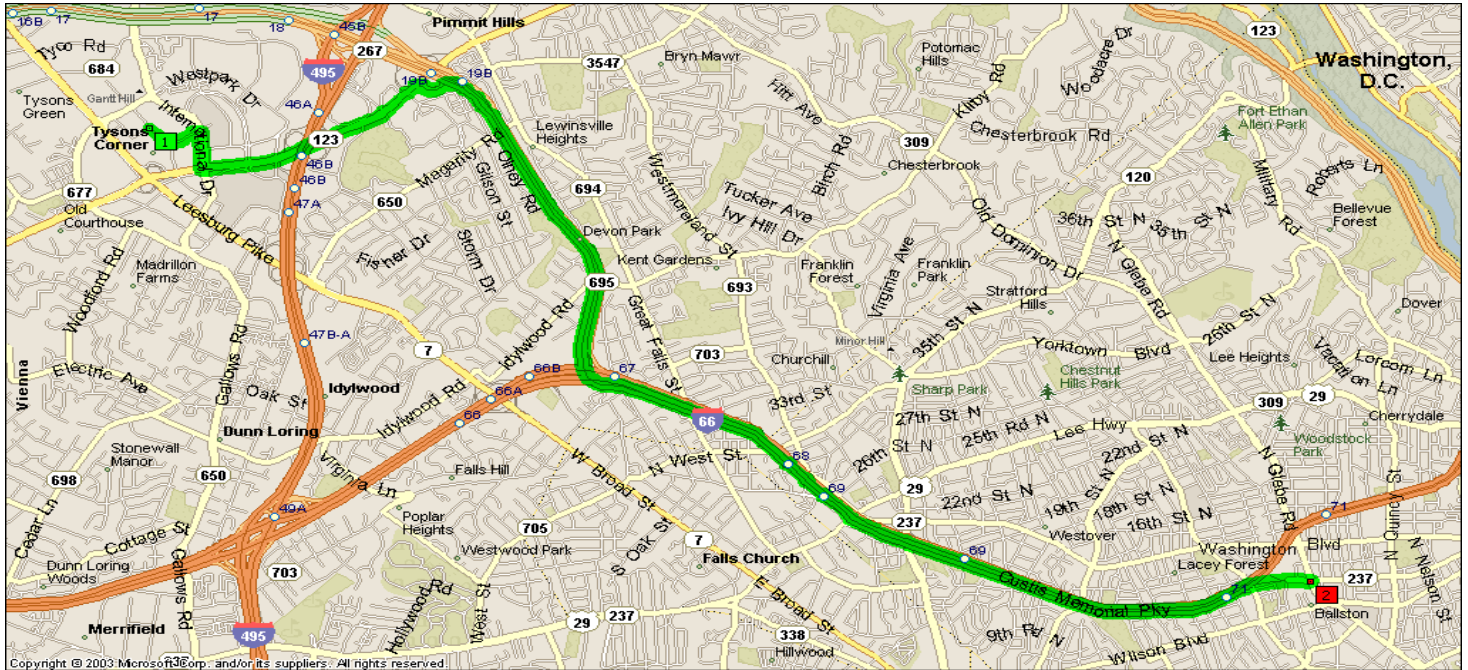 16B
17
17
18
45B
Pimmit Hills
Tyco Rd
267
684
495
3547
Bryn Mawr
Potomac
Hills
Woodacre Dr
123
Washington,
D.C.
Westpark Dr
19B
19B
Kirby Rd
Tysons
Green
Gantt Hill
46A
Lewinsville
Heights
309
Chesterbrook Rd
Fort Ethan
Allen Park
Tysons
Corner
1
International Dr
123
Magarity Rd
Olney Rd
Gilson St
46B
46B
47A
677
Old
Courthouse
Leesburg Pike
650
694
Westmoreland St
Birch Rd
Chesterbrook
Tucker Ave
Ivy Hill Dr
120
Military Rd
Roberts Ln
Bellevue
Forest
36th St N
35th St N
Old Dominion Dr
N Glebe Rd
Devon Park
Fisher Dr
Storm Dr
Kent Gardens
Franklin
Forest
Virginia Ave
Franklin
Park
Madrillon
Farms
Woodford Rd
695
693
Stratford
Hills
Dover
26th St N
Great Falls St
Idylwood Rd
47B-A
7
703
Churchill
Minor Hill
35th St N
Yorktown Blvd
Lee Heights
Vacation Ln
Lorcom Ln
Vienna
Electric Ave
Gallows Rd
Oak St
Idylwood
66B
67
66A
66
Sharp Park
Chestnut
Hills Park
33rd St
27th St N
25th Rd N
26th St N
Lee Hwy
309
29
Cherrydale
Dunn Loring
Idylwood Rd
66
Stonewall
Manor
650
698
Virginia Ln
Falls Hill
N West St
W Broad St
68
69
29
22nd St N
22nd St N
19th St N
18th St N
16th St N
Woodstock
Park
N Glebe Rd
71
N Quincy St
49A
Poplar
Heights
705
Westwood Park
S Oak St
7
Falls Church
237
Westover
Washington Blvd
Lacey Forest
Cedar Ln
Cottage St
Dunn Loring
Woods
703
Gallows Rd
69
Custis Memorial Pky
71
237
2
Ballston
N Nelson St
Hollywood Rd
West St
E Broad St
Merrifield
495
29
237
338
Hillwood
9th Rd N
Wilson Blvd
Copyright © 2003 Microsoft Corp. and/or its suppliers. All rights reserved